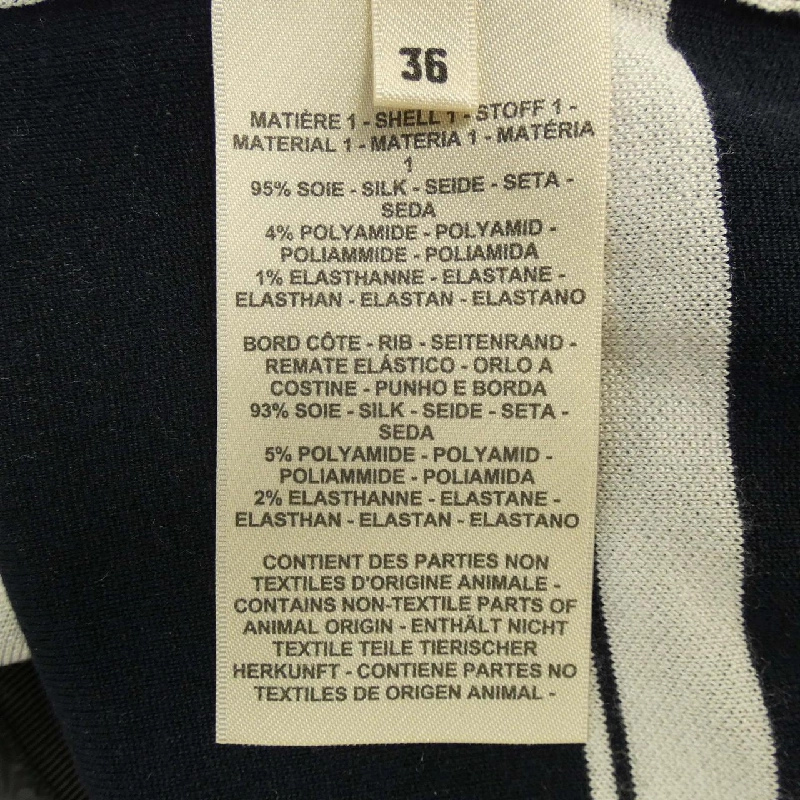 36
MATIÈRE 1 - SHELL 1 - STOFF 1 -
MATERIAL 1 - MATERIA 1 - MATÉRIA
1
95% SOIE - SILK - SEIDE - SETA -
SEDA
4% POLYAMIDE - POLYAMID -
POLIAMMIDE - POLIAMIDA
1% ELASTHANNE - ELASTANE -
ELASTHAN - ELASTAN - ELASTANO
BORD CÔTE - RIB - SEITENRAND -
REMATE ELÁSTICO - ORLO A
COSTINE - PUNHO E BORDA
93% SOIE - SILK - SEIDE - SETA -
SEDA
5% POLYAMIDE - POLYAMID -
POLIAMMIDE - POLIAMIDA
2% ELASTHANNE - ELASTANE -
ELASTHAN - ELASTAN - ELASTANO
CONTIENT DES PARTIES NON
TEXTILES D'ORIGINE ANIMALE -
CONTAINS NON-TEXTILE PARTS OF
ANIMAL ORIGIN - ENTHÄLT NICHT
TEXTILE TEILE TIERISCHER
HERKUNFT - CONTIENE PARTES NO
TEXTILES DE ORIGEN ANIMAL -